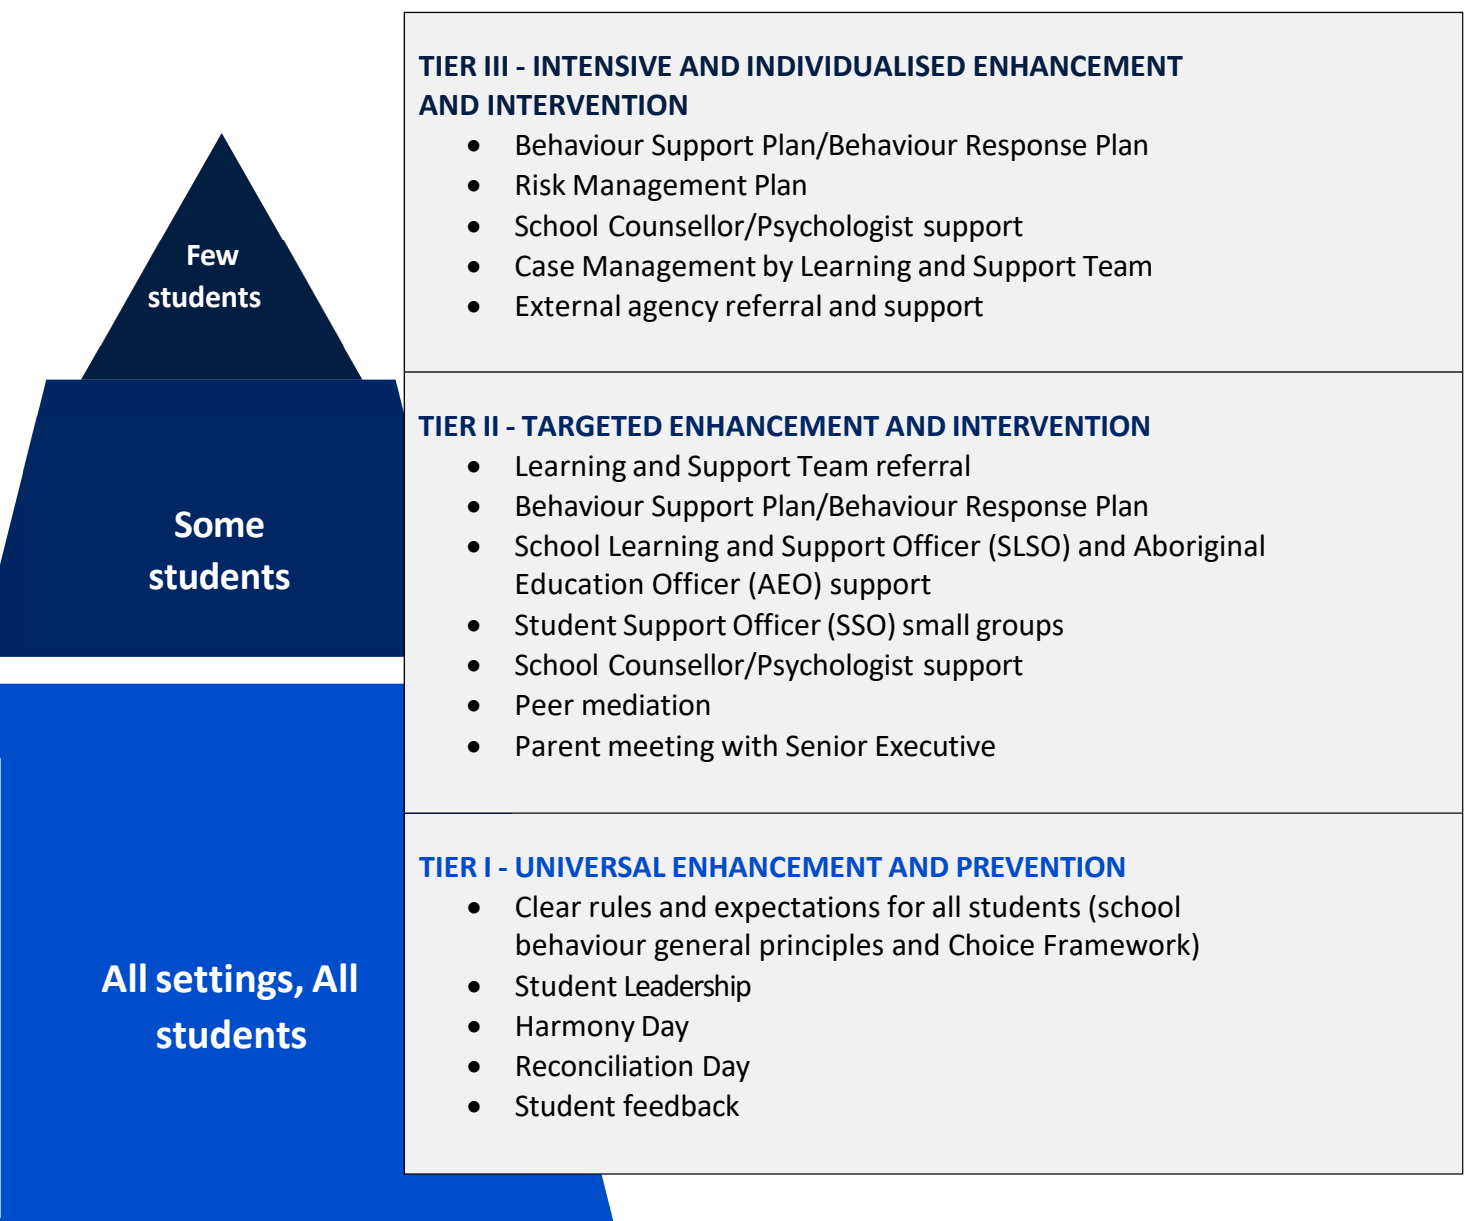 TIER III - INTENSIVE AND INDIVIDUALISED ENHANCEMENT
AND INTERVENTION
• Behaviour Support Plan/Behaviour Response Plan
• Risk Management Plan
• School Counsellor/Psychologist support
• Case Management by Learning and Support Team
• External agency referral and support
Few
students
TIER II - TARGETED ENHANCEMENT AND INTERVENTION
• Learning and Support Team referral
• Behaviour Support Plan/Behaviour Response Plan
• School Learning and Support Officer (SLSO) and Aboriginal
Education Officer (AEO) support
• Student Support Officer (SSO) small groups
• School Counsellor/Psychologist support
• Peer mediation
• Parent meeting with Senior Executive
Some
students
TIER I - UNIVERSAL ENHANCEMENT AND PREVENTION
• Clear rules and expectations for all students (school
behaviour general principles and Choice Framework)
• Student Leadership
• Harmony Day
• Reconciliation Day
• Student feedback
All settings, All
students